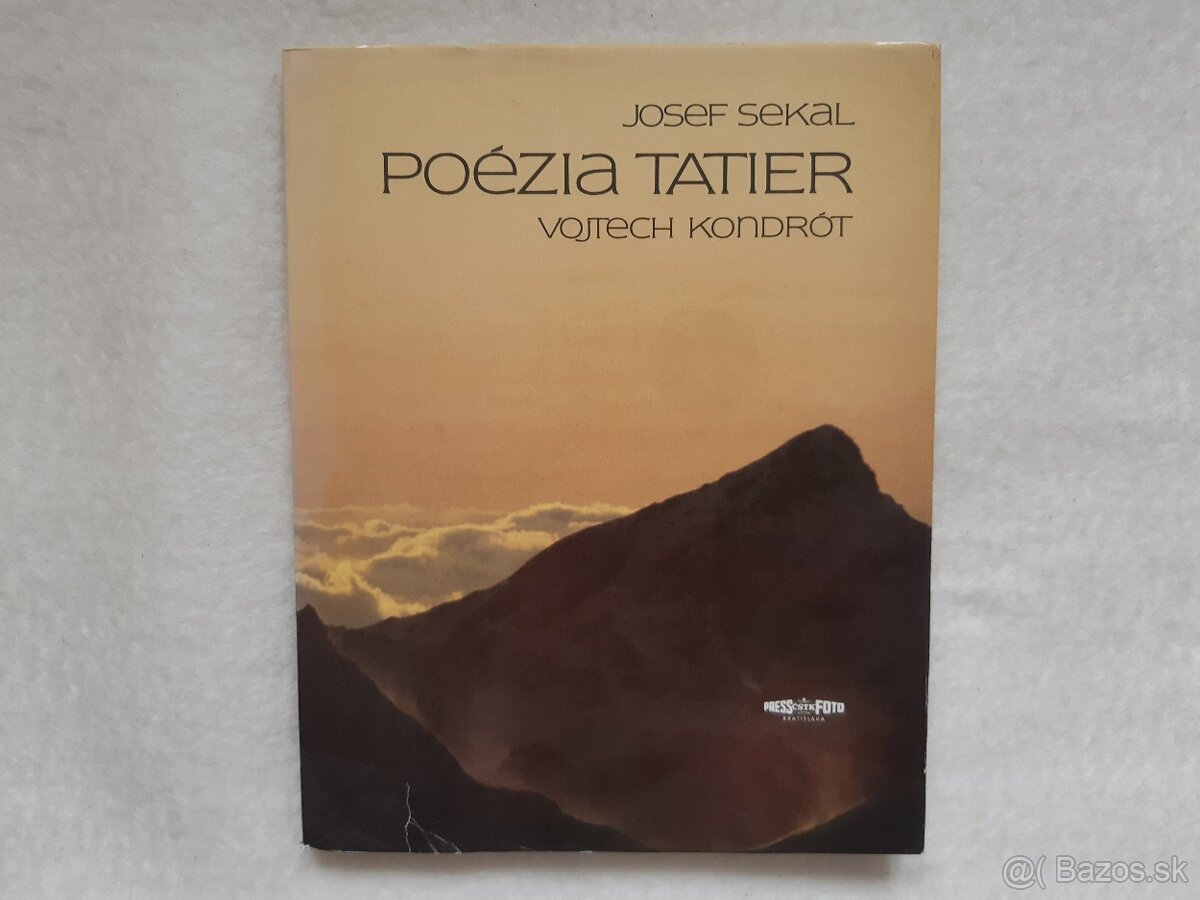 Josef Sekal
Poézia Tatier
Vojtech Kondrót
PRESS ČSTK FOTO
BRATISLAVA
@( Bazos.sk